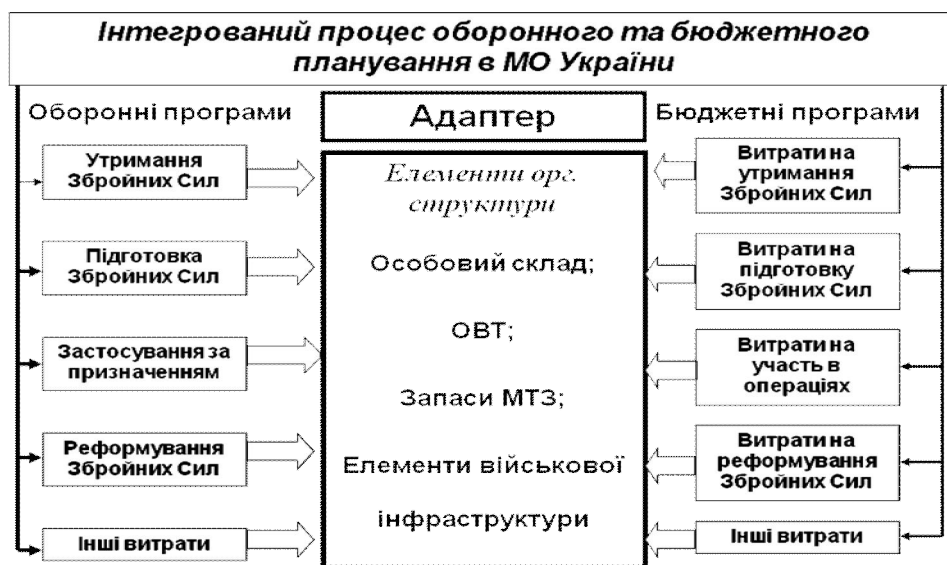 Інтегрований процес оборонного та бюджетного
планування в МО України
Оборонні програми
Утримання
Збройних Сил
Підготовка
Збройних Сил
Застосування за
призначенням
Реформування
Збройних Сил
Інші витрати
Адаптер
Елементи орг.
структури
Особовий склад;
ОВТ;
Запаси МТЗ;
Елементи військової
інфраструктури
Бюджетні програми
Витрати на
утримання
Збройних Сил
Витрати на
підготовку
Збройних Сил
Витрати на
участь в
операціях
Витрати на
реформування
Збройних Сил
Інші витрати